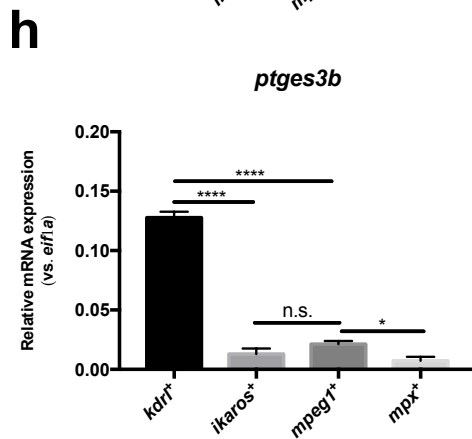 h
ptges3b
Relative mRNA expression
(vs. eif1a)
0.20
0.15
0.10
0.05
0.00
****
****
n.s.
*
kdrl+
ikaros+
mpeg1+
mpx+